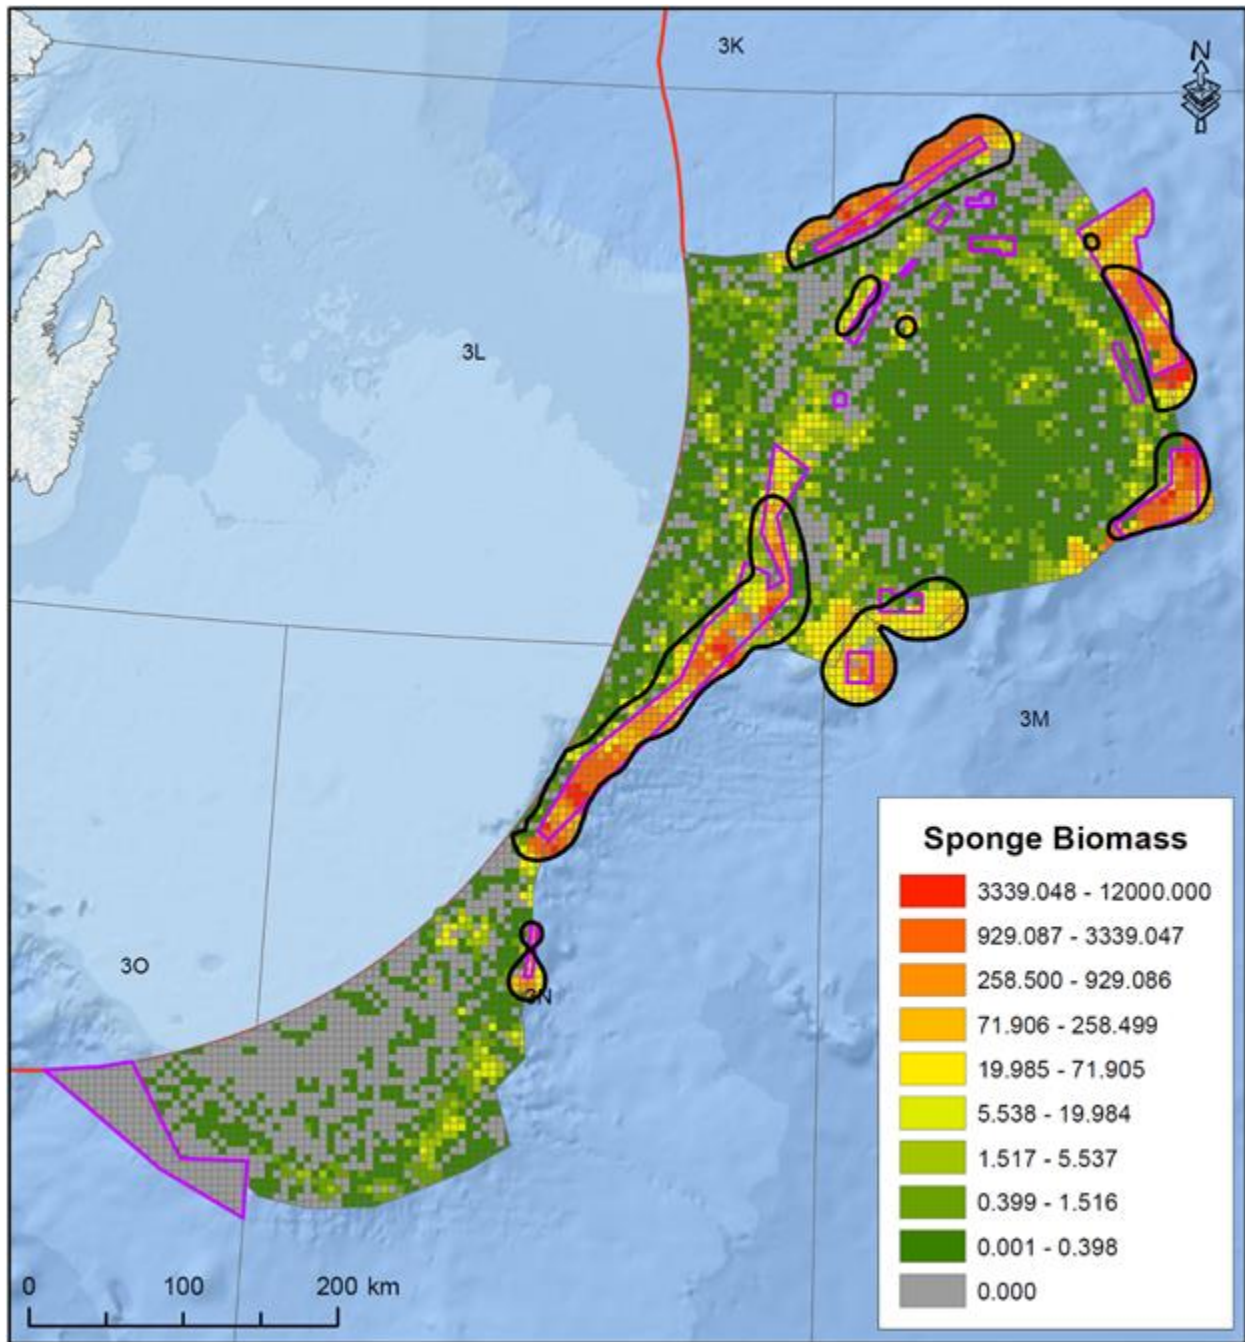 3K
N
3L
3M
3O
3N
Sponge Biomass
3339.048 - 12000.000
929.087 - 3339.047
258.500 - 929.086
71.906 - 258.499
19.985 - 71.905
5.538 - 19.984
1.517 - 5.537
0.399 - 1.516
0.001 - 0.398
0.000
0 100 200 km